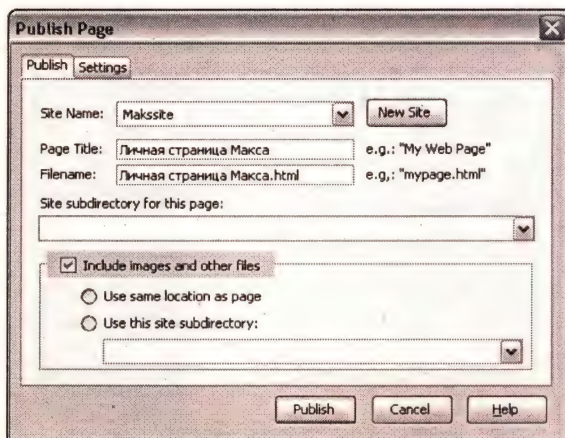 Publish Page
Publish Settings
Site Name: Makssite New Site
Page Title: Личная страница Макса e.g.: "My Web Page"
Filename: Личная страница Макса.html e.g,: "mypage.html"
Site subdirectory for this page:
Include images and other files
Use same location as page
Use this site subdirectory:
Publish Cancel Help